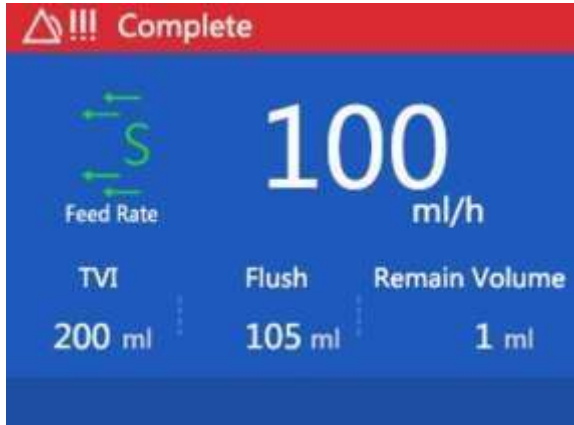 !!! Complete
S
100
ml/h
Feed Rate
TVI Flush Remain Volume
200 ml 105 ml 1 ml